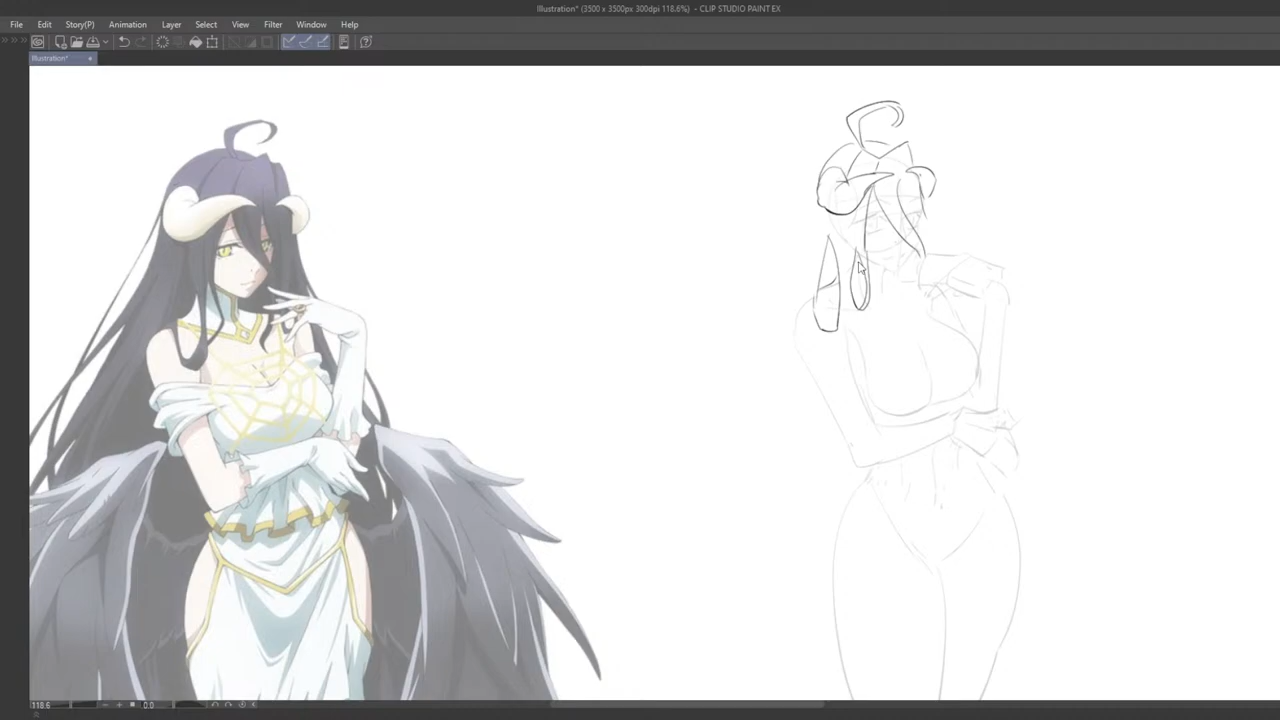 Illustration* (3500 x 3500px 300dpi 118.6%) - CLIP STUDIO PAINT EX
File Edit Story(P) Animation Layer Select View Filter Window Help
Illustration*
118.6
0.0